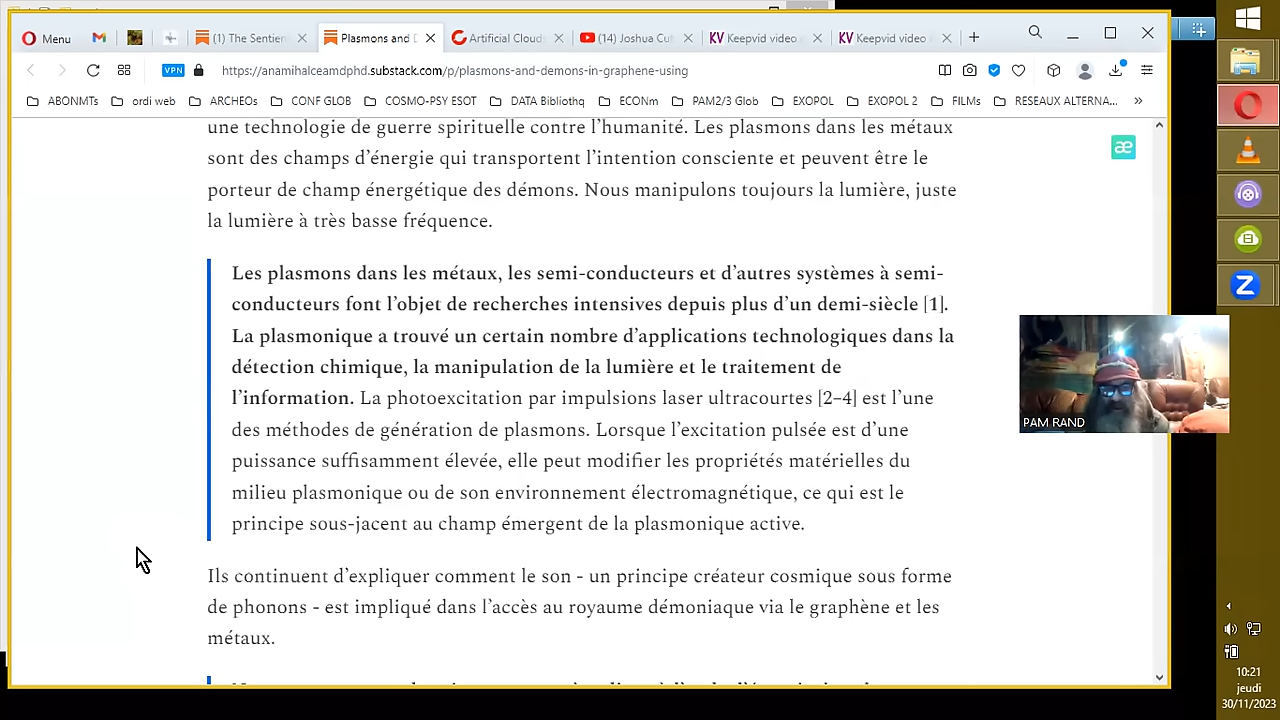 Menu
(1) The Sentien
Plasmons and D
Artificial Cloud
(14) Joshua Cut
KV Keepvid video
KV Keepvid video
VPN
https://anamihalceamdphd.substack.com/p/plasmons-and-demons-in-graphene-using
ABONMTs
ordi web
ARCHEOs
CONF GLOB
COSMO-PSY ESOT
DATA Bibliothq
ECONm
PAM2/3 Glob
EXOPOL
EXOPOL 2
FILMs
RESEAUX ALTERNA...
une technologie de guerre spirituelle contre l’humanité. Les plasmons dans les métaux
sont des champs d’énergie qui transportent l’intention consciente et peuvent être le
porteur de champ énergétique des démons. Nous manipulons toujours la lumière, juste
la lumière à très basse fréquence.
Les plasmons dans les métaux, les semi-conducteurs et d’autres systèmes à semi-
conducteurs font l’objet de recherches intensives depuis plus d’un demi-siècle [1].
La plasmonique a trouvé un certain nombre d’applications technologiques dans la
détection chimique, la manipulation de la lumière et le traitement de
l’information. La photoexcitation par impulsions laser ultracourtes [2–4] est l’une
des méthodes de génération de plasmons. Lorsque l’excitation pulsée est d’une
puissance suffisamment élevée, elle peut modifier les propriétés matérielles du
milieu plasmonique ou de son environnement électromagnétique, ce qui est le
principe sous-jacent au champ émergent de la plasmonique active.
Ils continuent d’expliquer comment le son - un principe créateur cosmique sous forme
de phonons - est impliqué dans l’accès au royaume démoniaque via le graphène et les
métaux.
æ
PAM RAND
Z
10:21
jeudi
30/11/2023